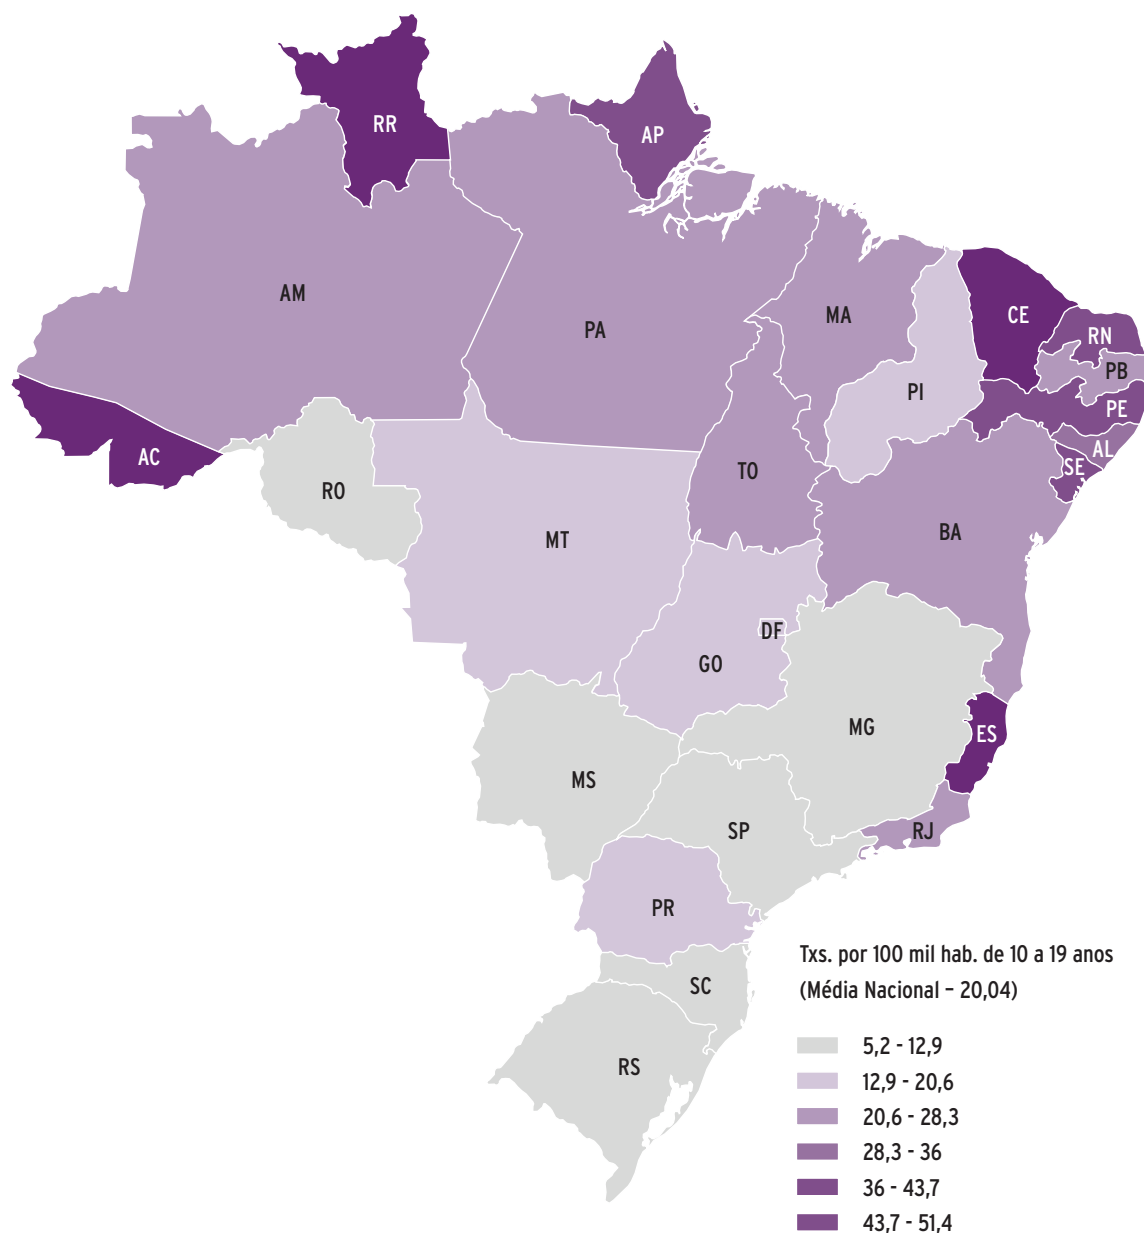 RR
AP
AM
PA
MA
CE
RN
PB
PI
PE
AL
SE
AC
TO
RO
BA
MT
DF
GO
MG
ES
MS
SP
RJ
PR
SC
RS
Txs. por 100 mil hab. de 10 a 19 anos
(Média Nacional – 20,04)
5,2 - 12,9
12,9 - 20,6
20,6 - 28,3
28,3 - 36
36 - 43,7
43,7 - 51,4